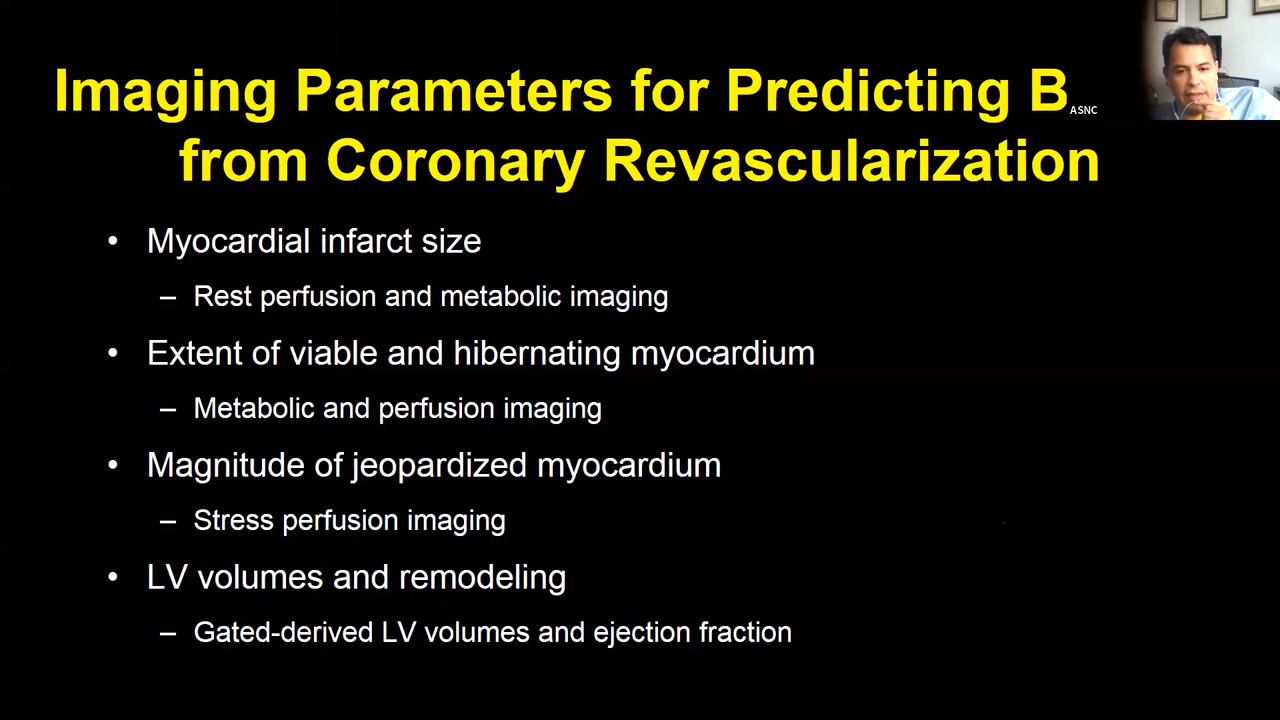 Imaging Parameters for Predicting B
ASNC
from Coronary Revascularization
• Myocardial infarct size
– Rest perfusion and metabolic imaging
• Extent of viable and hibernating myocardium
– Metabolic and perfusion imaging
• Magnitude of jeopardized myocardium
– Stress perfusion imaging
• LV volumes and remodeling
– Gated-derived LV volumes and ejection fraction